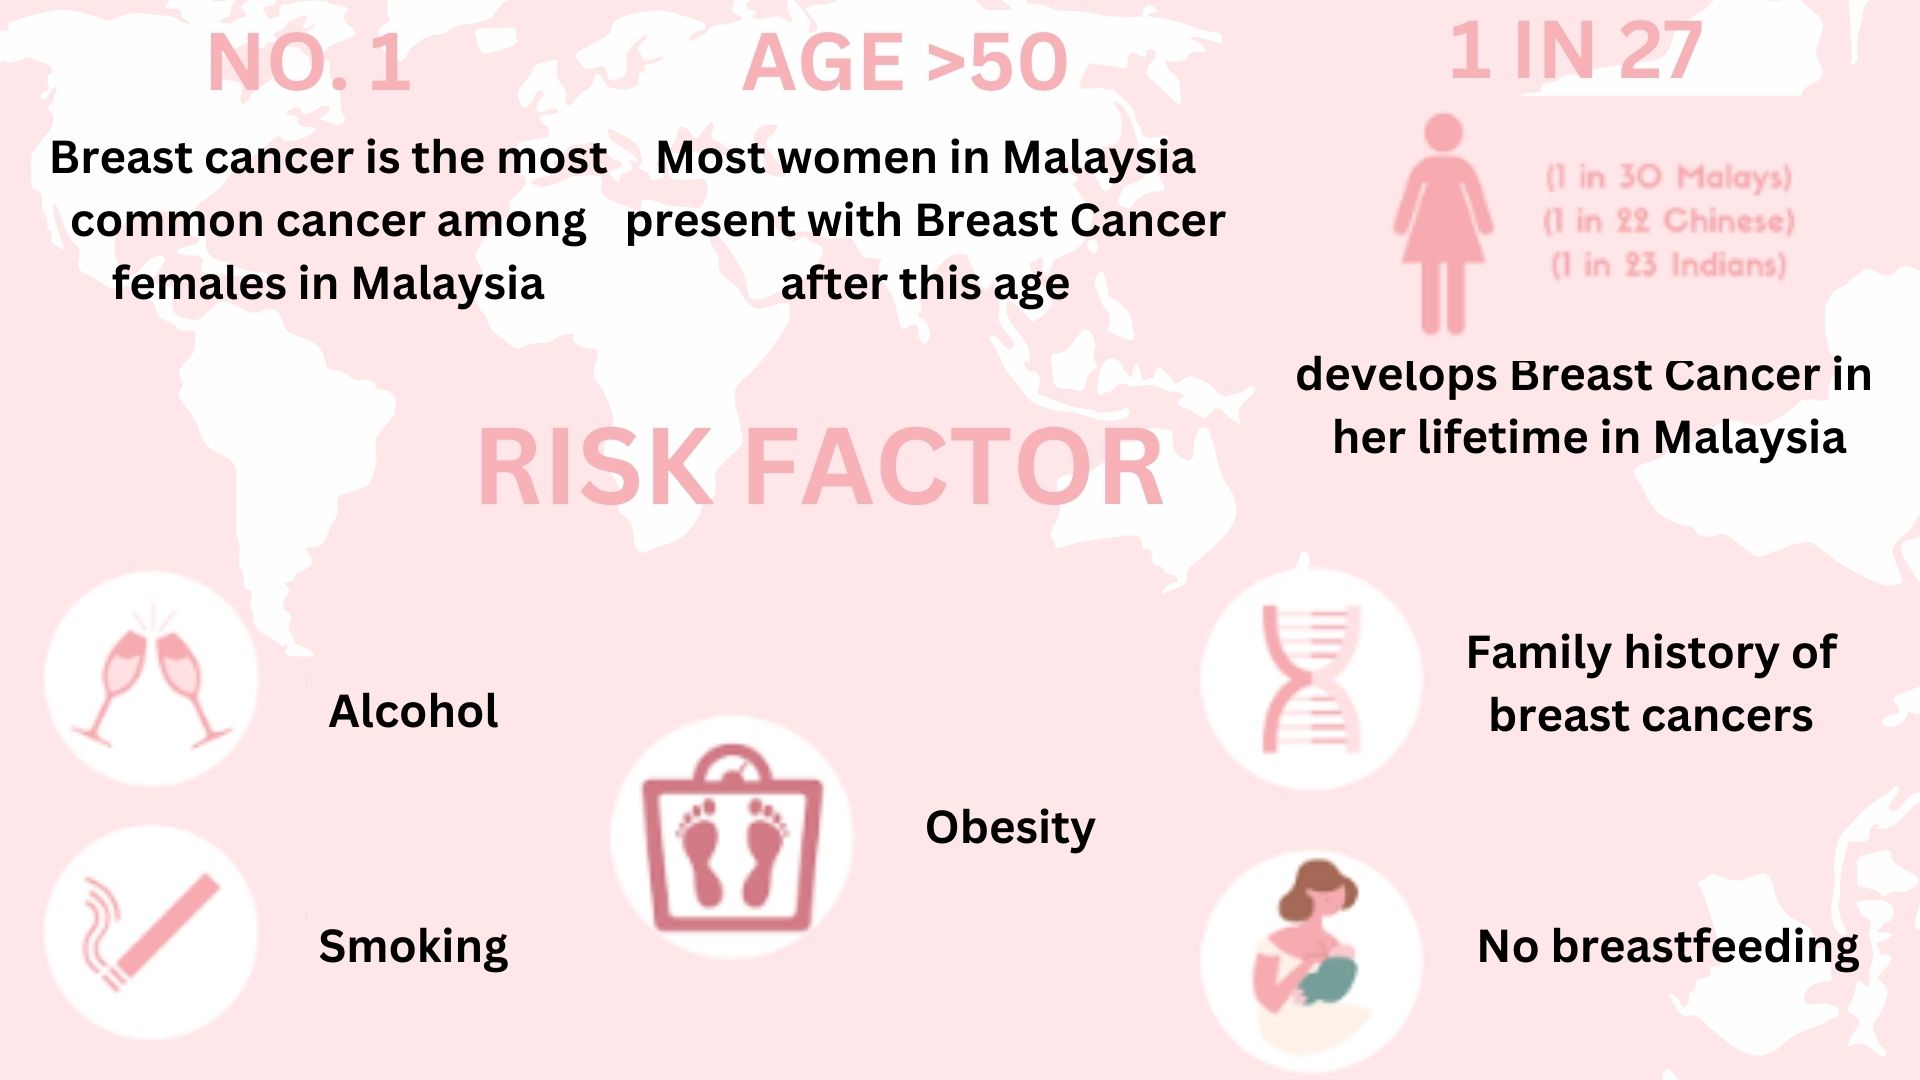 NO. 1
Breast cancer is the most
common cancer among
females in Malaysia
AGE >50
Most women in Malaysia
present with Breast Cancer
after this age
1 IN 27
(1 in 30 Malays)
(1 in 22 Chinese)
(1 in 23 Indians)
develops Breast Cancer in
her lifetime in Malaysia
RISK FACTOR
Alcohol
Smoking
Obesity
Family history of
breast cancers
No breastfeeding